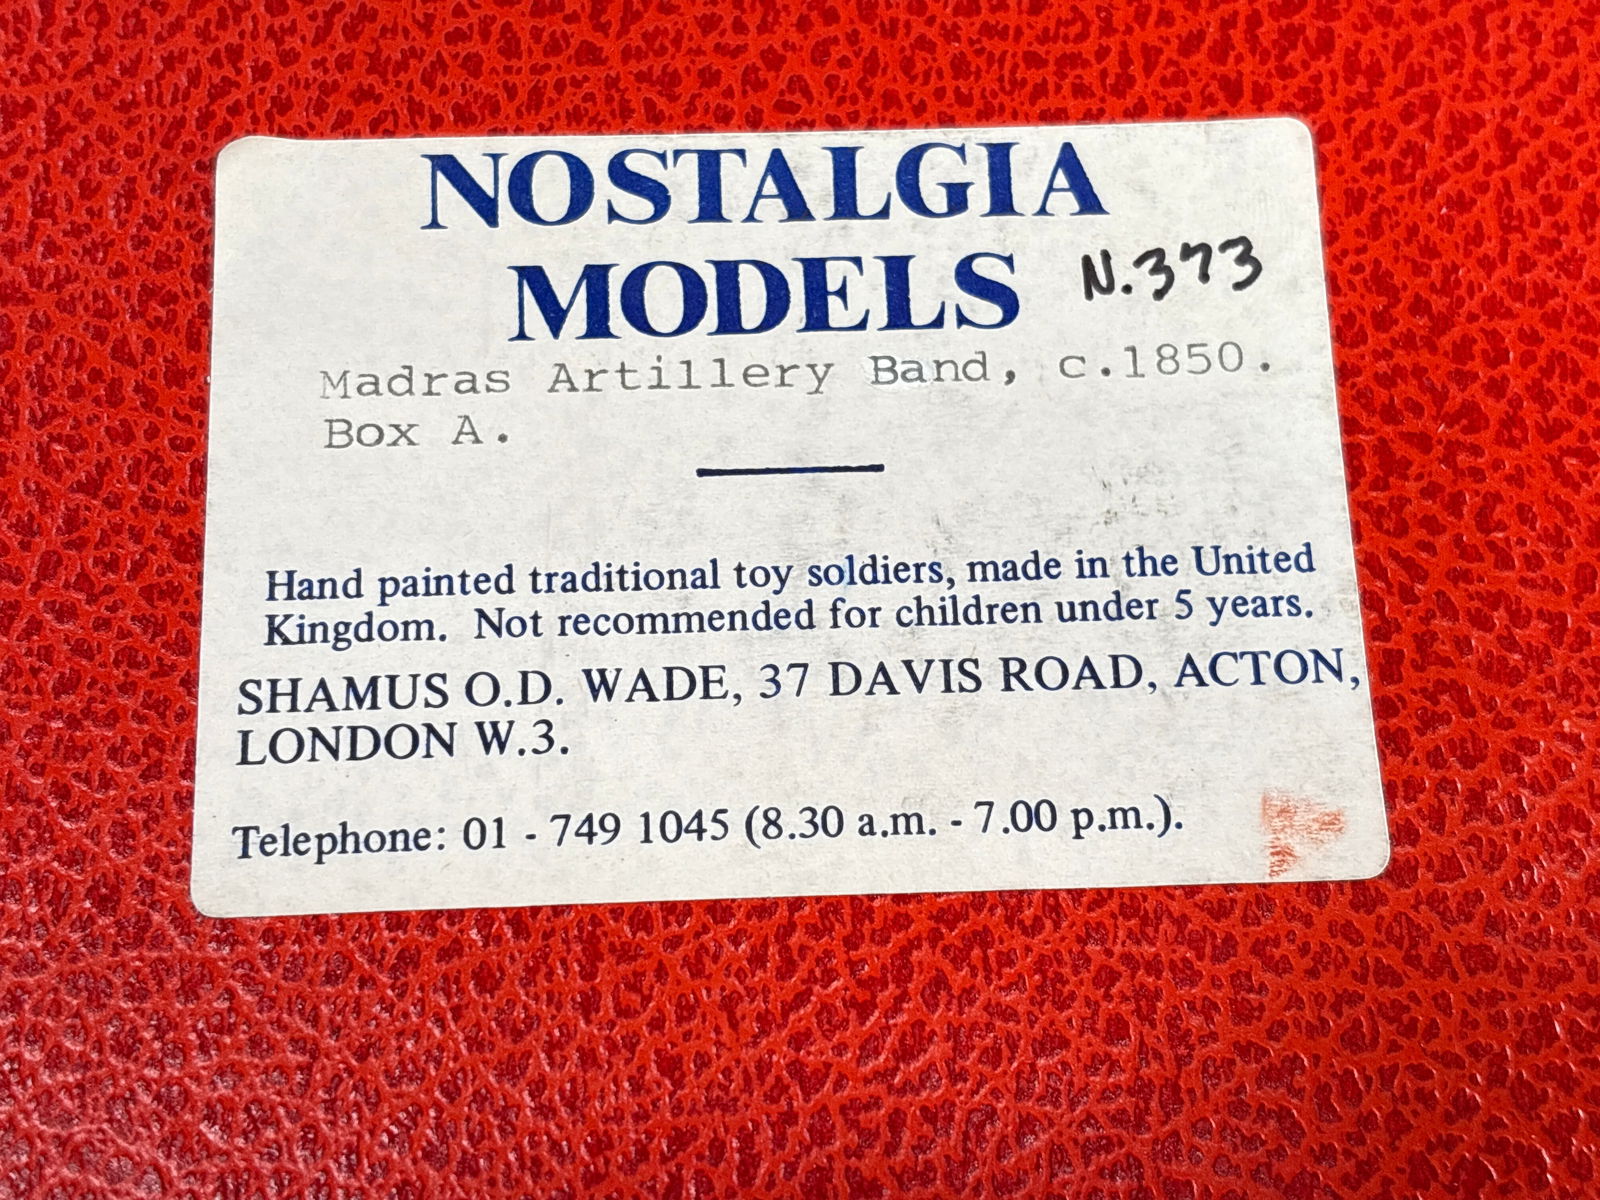 NOSTALGIA
MODELS N.373
Madras Artillery Band, c.1850.
Box A.
Hand painted traditional toy soldiers, made in the United
Kingdom. Not recommended for children under 5 years.
SHAMUS O.D. WADE, 37 DAVIS ROAD, ACTON,
LONDON W.3.
Telephone: 01 - 749 1045 (8.30 a.m. - 7.00 p.m.).